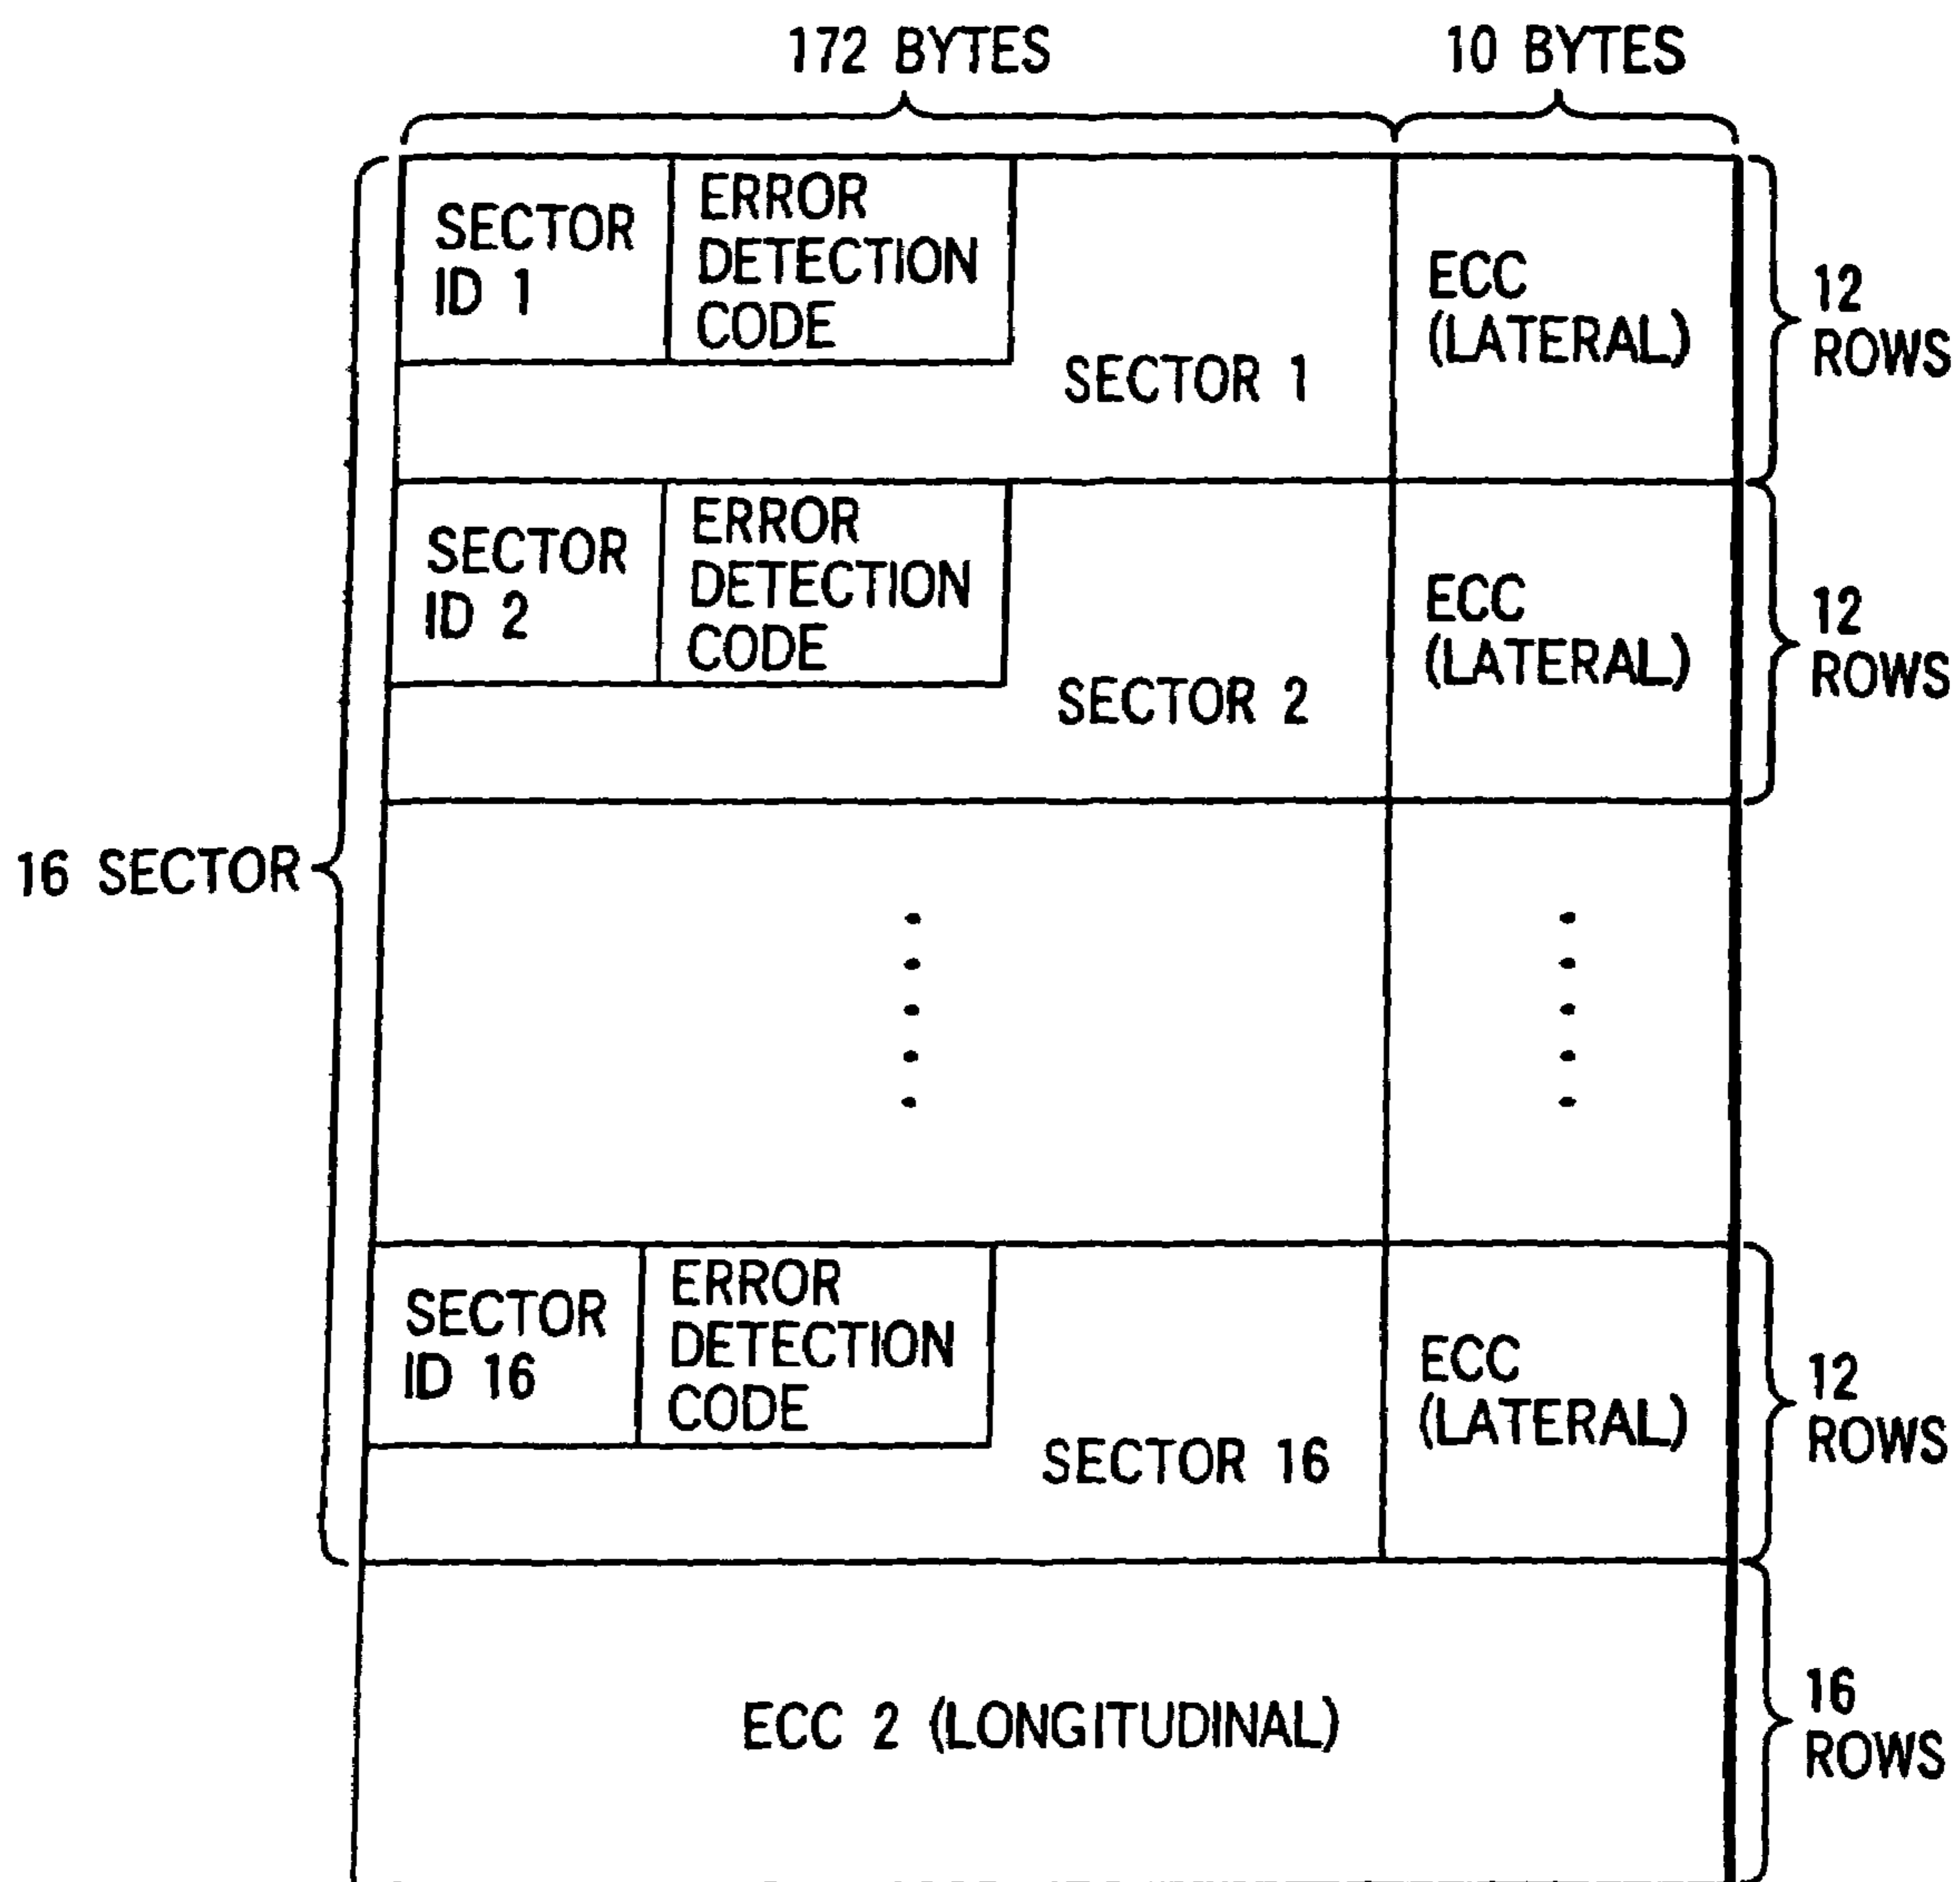 172 BYTES
10 BYTES
SECTOR
ID 1
ERROR
DETECTION
CODE
SECTOR 1
ECC
(LATERAL)
12
ROWS
SECTOR
ID 2
ERROR
DETECTION
CODE
SECTOR 2
ECC
(LATERAL)
12
ROWS
16 SECTOR
SECTOR
ID 16
ERROR
DETECTION
CODE
SECTOR 16
ECC
(LATERAL)
12
ROWS
ECC 2 (LONGITUDINAL)
16
ROWS